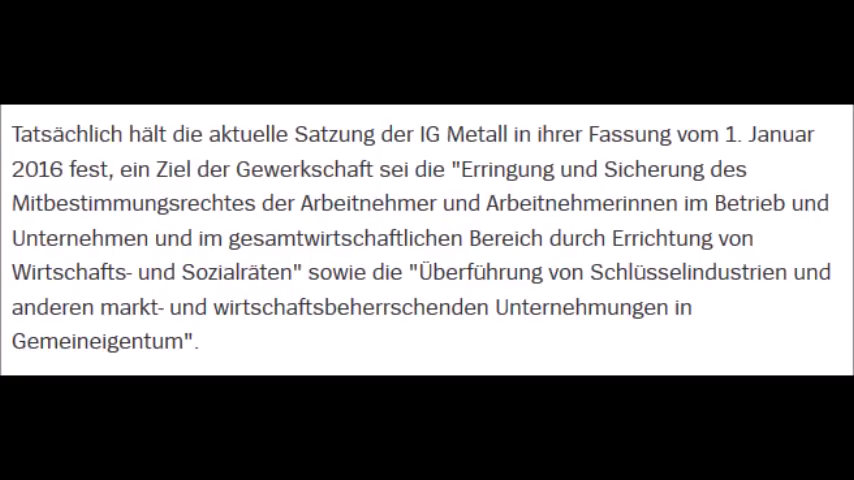 Tatsächlich hält die aktuelle Satzung der IG Metall in ihrer Fassung vom 1. Januar
2016 fest, ein Ziel der Gewerkschaft sei die "Erringung und Sicherung des
Mitbestimmungsrechtes der Arbeitnehmer und Arbeitnehmerinnen im Betrieb und
Unternehmen und im gesamtwirtschaftlichen Bereich durch Errichtung von
Wirtschafts- und Sozialräten" sowie die "Überführung von Schlüsselindustrien und
anderen markt- und wirtschaftsbeherrschenden Unternehmungen in
Gemeineigentum".